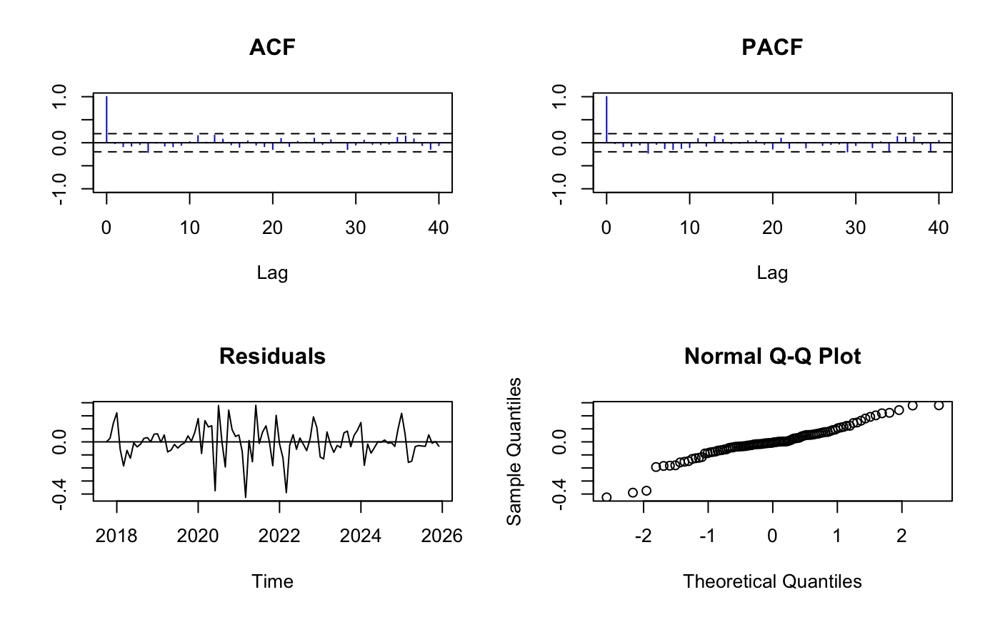 ACF
1.0
0.0
-1.0
0 10 20 30 40
Lag
PACF
1.0
0.0
-1.0
0 10 20 30 40
Lag
Residuals
0.0
-0.4
2018 2020 2022 2024 2026
Time
Normal Q-Q Plot
Sample Quantiles
0.0
-0.4
-2 -1 0 1 2
Theoretical Quantiles